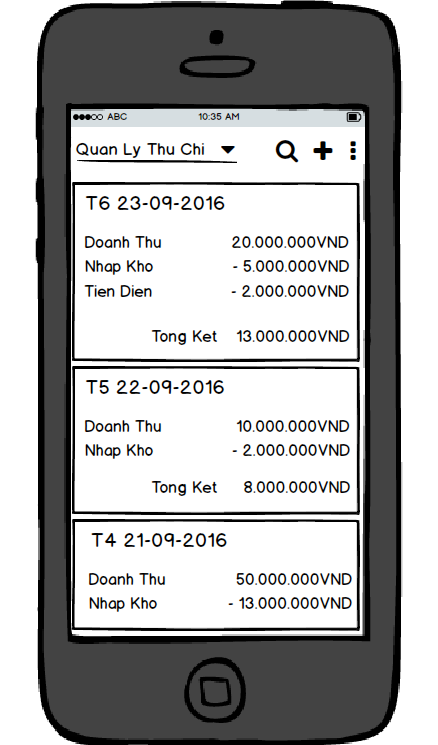 ABC 10:35 AM
Quan Ly Thu Chi
T6 23-09-2016
Doanh Thu 20.000.000VND
Nhap Kho - 5.000.000VND
Tien Dien - 2.000.000VND
Tong Ket 13.000.000VND
T5 22-09-2016
Doanh Thu 10.000.000VND
Nhap Kho - 2.000.000VND
Tong Ket 8.000.000VND
T4 21-09-2016
Doanh Thu 50.000.000VND
Nhap Kho - 13.000.000VND